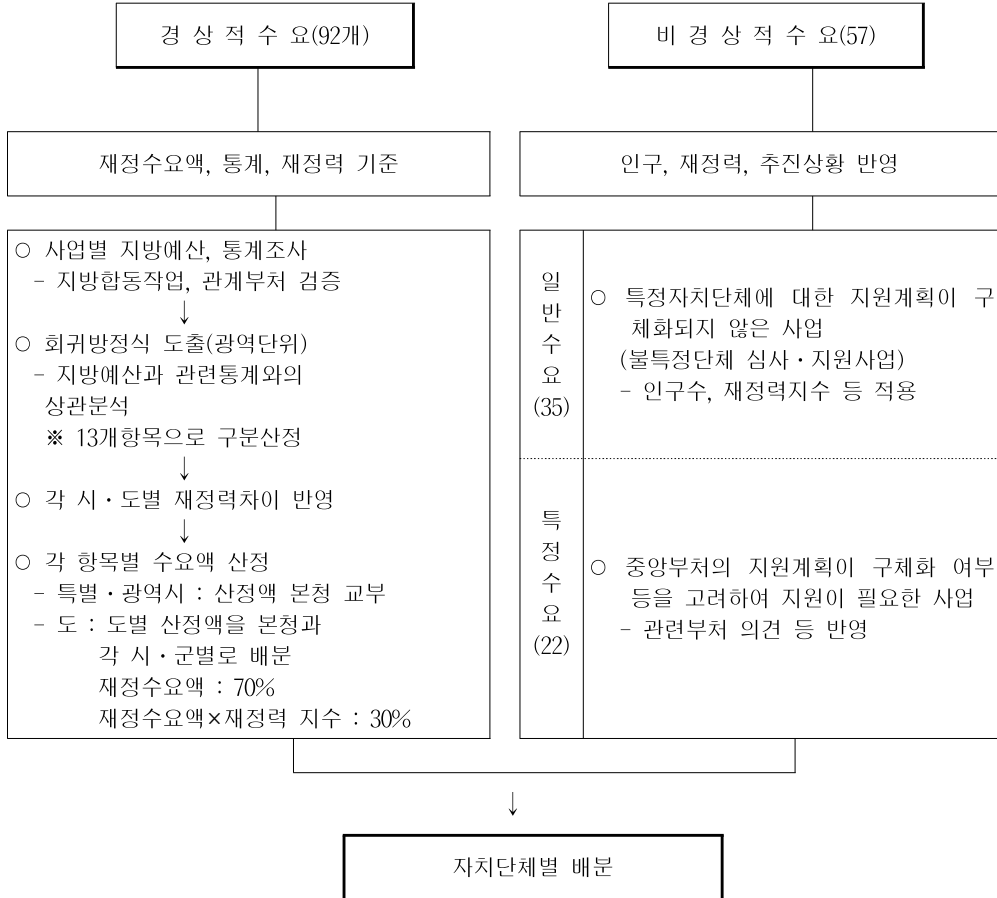 경 상 적 수 요(92개)
재정수요액, 통계, 재정력 기준
○ 사업별 지방예산, 통계조사
- 지방합동작업, 관계부처 검증
↓
○ 회귀방정식 도출(광역단위)
- 지방예산과 관련통계와의
상관분석
※ 13개항목으로 구분산정
↓
○ 각 시・도별 재정력차이 반영
↓
○ 각 항목별 수요액 산정
- 특별・광역시 : 산정액 본청 교부
- 도 : 도별 산정액을 본청과
각 시・군별로 배분
재정수요액 : 70%
재정수요액×재정력 지수 : 30%
비 경 상 적 수 요(57)
인구, 재정력, 추진상황 반영
일
반
수
요
(35)
○ 특정자치단체에 대한 지원계획이 구
체화되지 않은 사업
(불특정단체 심사・지원사업)
- 인구수, 재정력지수 등 적용
특
정
수
요
(22)
○ 중앙부처의 지원계획이 구체화 여부
등을 고려하여 지원이 필요한 사업
- 관련부처 의견 등 반영
↓
자치단체별 배분